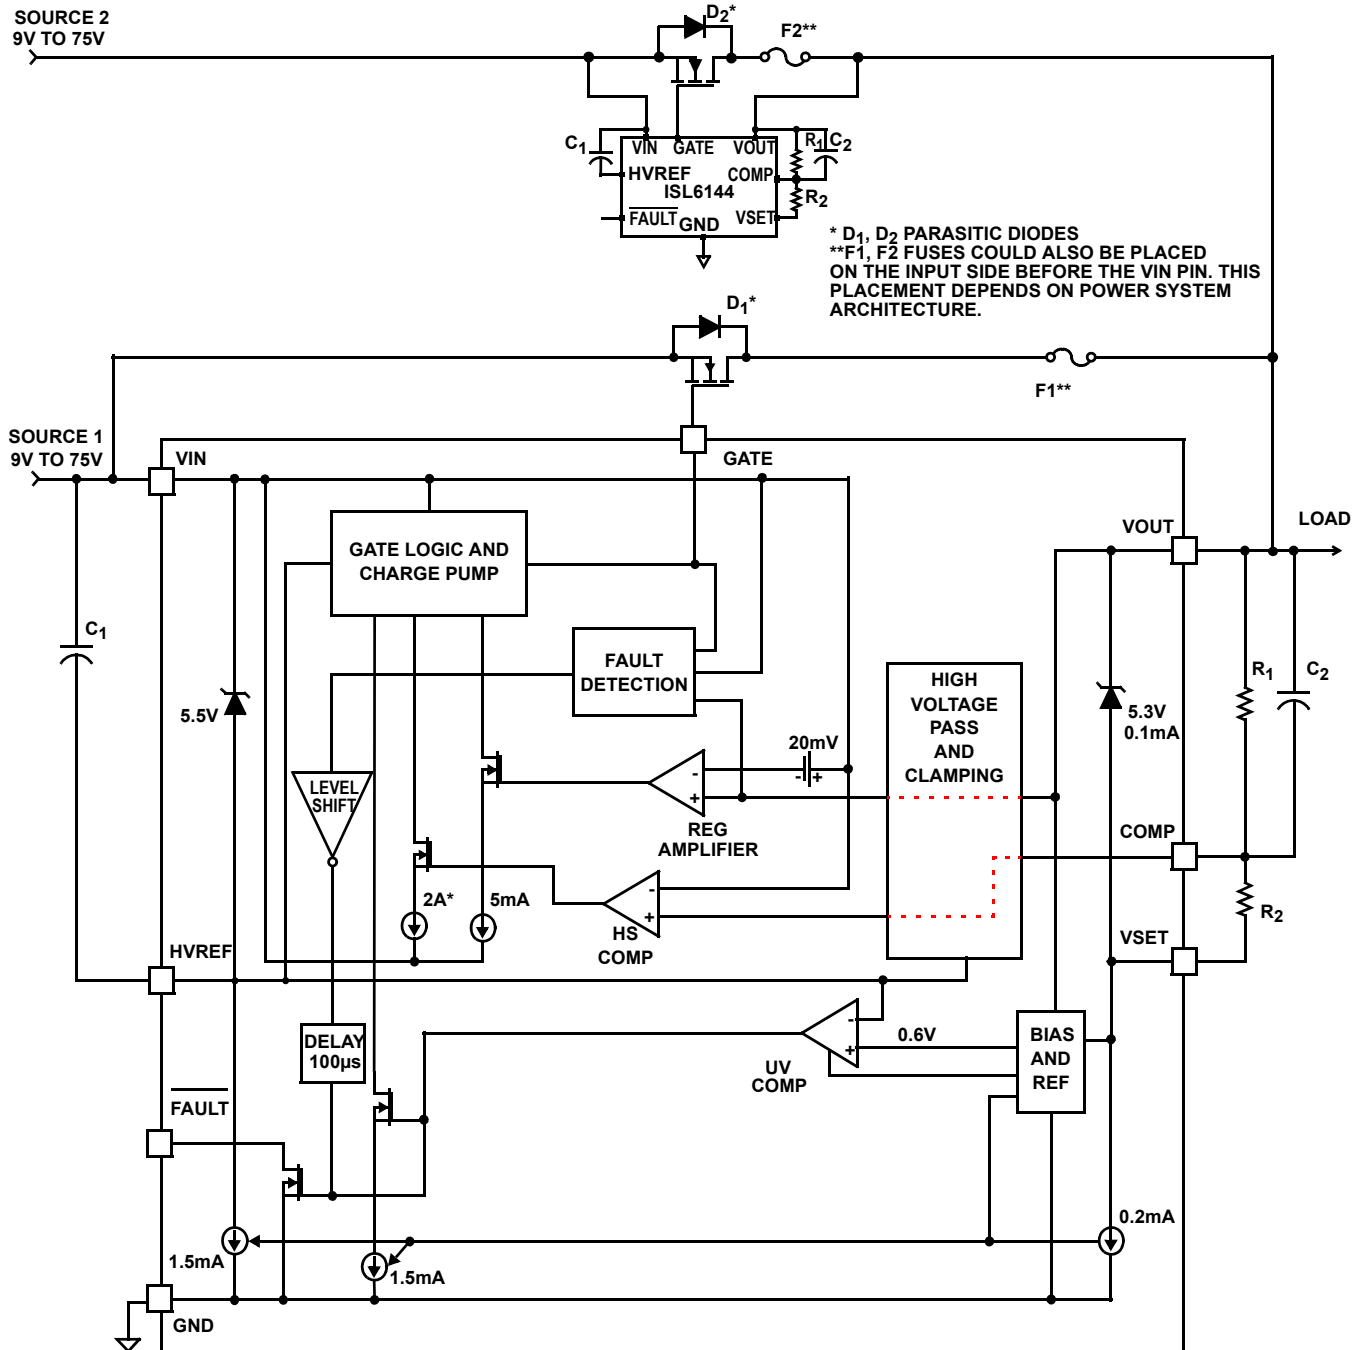 SOURCE 2
9V TO 75V
D2*
F2**
C1
VIN GATE VOUT
R1
C2
HVREF
COMP
ISL6144
R2
FAULT
GND
VSET
* D1, D2 PARASITIC DIODES
**F1, F2 FUSES COULD ALSO BE PLACED
ON THE INPUT SIDE BEFORE THE VIN PIN. THIS
PLACEMENT DEPENDS ON POWER SYSTEM
ARCHITECTURE.
D1*
F1**
SOURCE 1
9V TO 75V
VIN
GATE
VOUT
LOAD
GATE LOGIC AND
CHARGE PUMP
C1
FAULT
DETECTION
HIGH
VOLTAGE
PASS
AND
CLAMPING
R1
C2
5.5V
5.3V
0.1mA
20mV
- +
LEVEL
SHIFT
-
+
REG
AMPLIFIER
COMP
2A*
5mA
-
+
HS
COMP
R2
HVREF
VSET
DELAY
100µs
-
+
0.6V
UV
COMP
BIAS
AND
REF
FAULT
0.2mA
1.5mA
1.5mA
GND